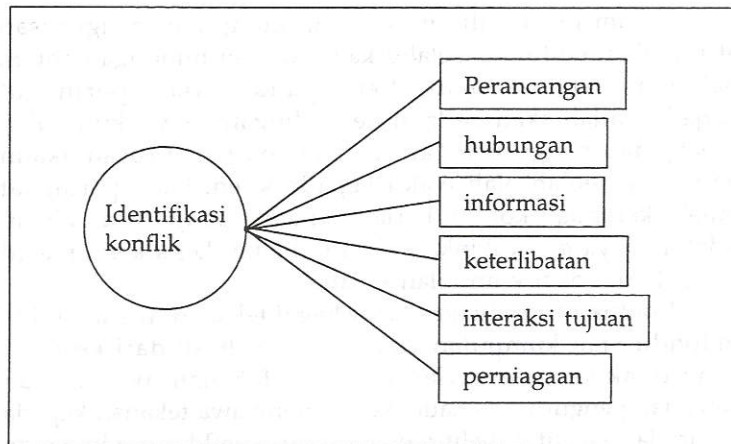 Identifikasi
konflik
Perancangan
hubungan
informasi
keterlibatan
interaksi tujuan
perniagaan